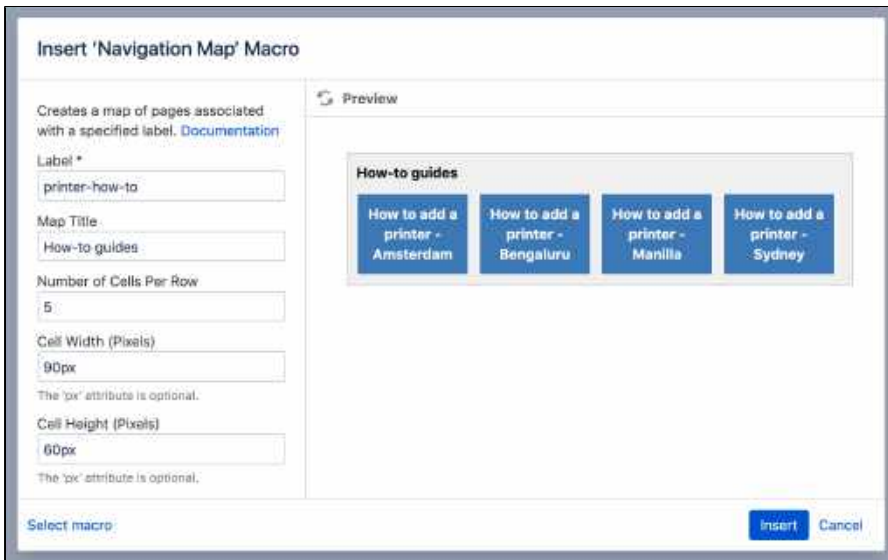 Insert 'Navigation Map' Macro
Creates a map of pages associated
with a specified label. Documentation
Label *
printer-how-to
Map Title
How-to guides
Number of Cells Per Row
5
Cell Width (Pixels)
90px
The 'px' attribute is optional.
Cell Height (Pixels)
60px
The 'px' attribute is optional.
Preview
How-to guides
How to add a
printer -
Amsterdam
How to add a
printer -
Bengaluru
How to add a
printer -
Manilla
How to add a
printer -
Sydney
Select macro
Insert
Cancel